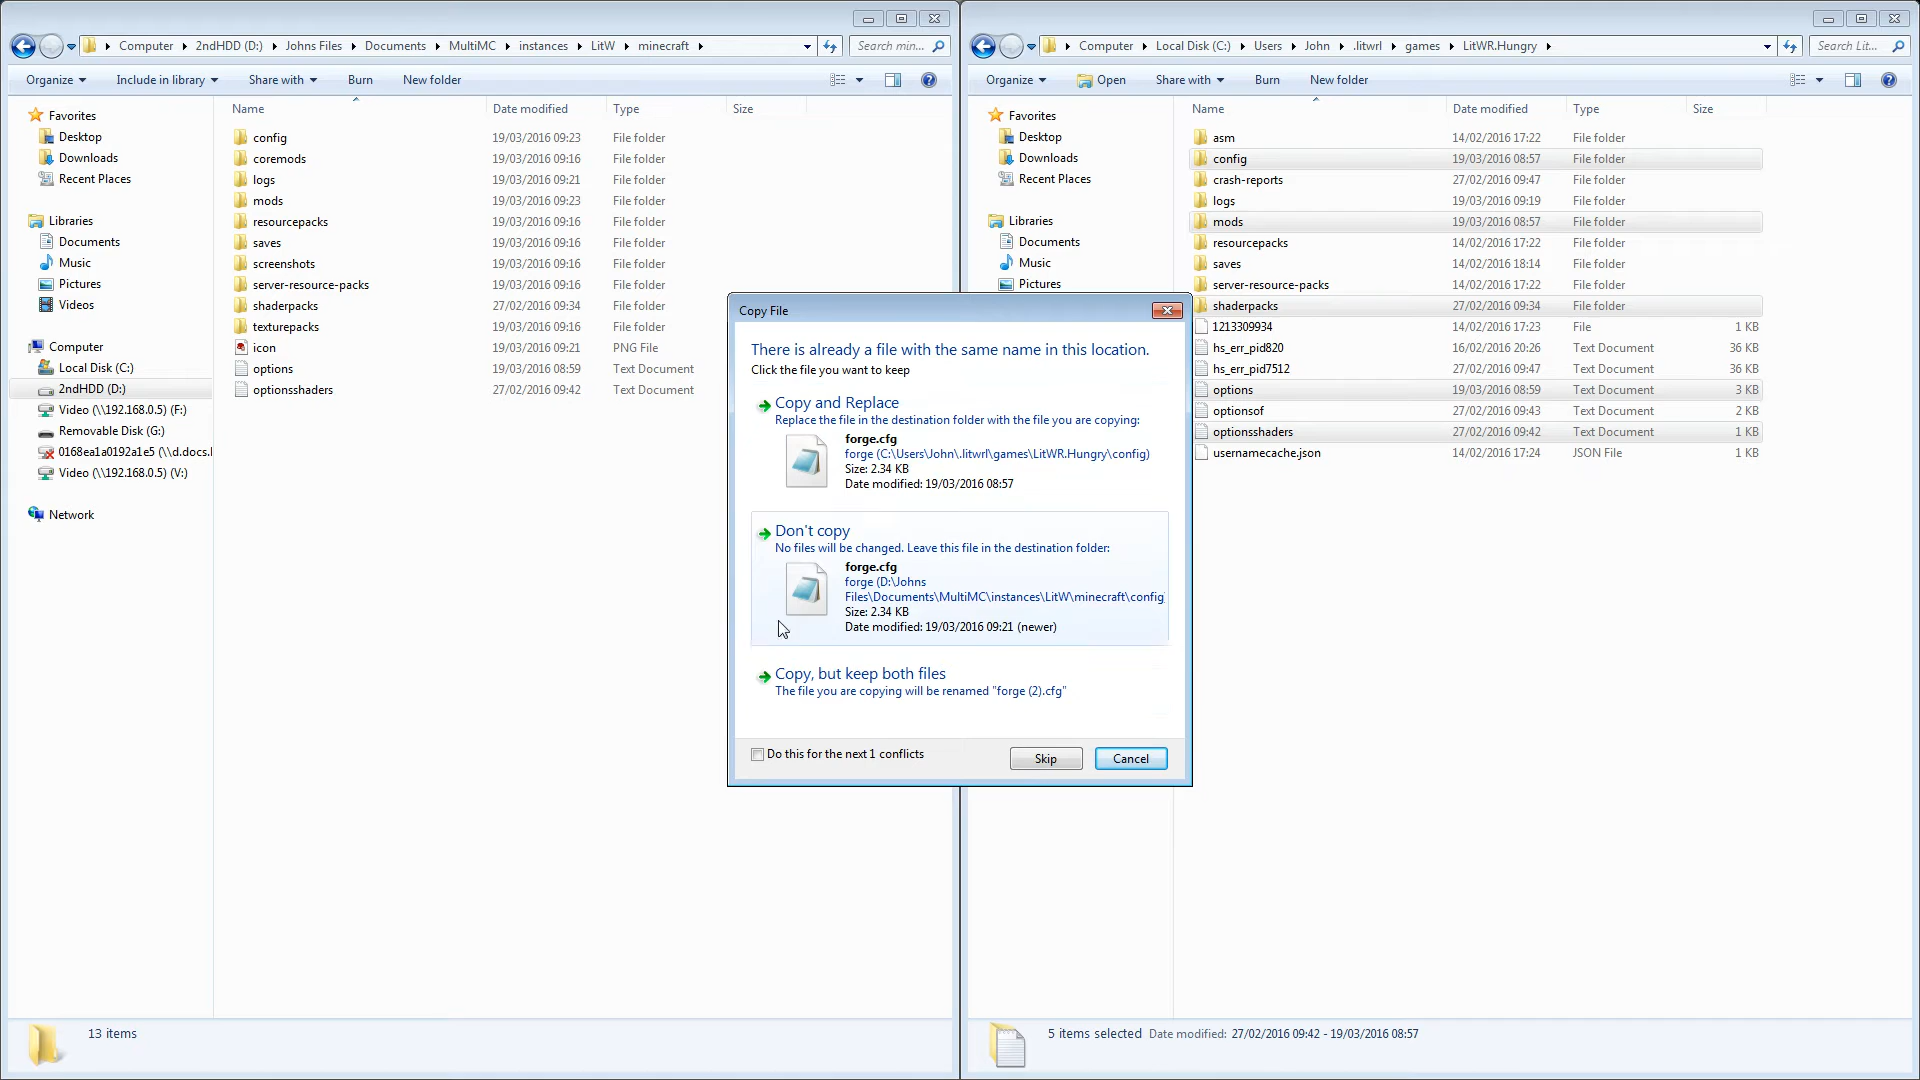 Computer 2ndHDD (D:) Johns Files Documents MultiMC instances LitW minecraft
Search min...
Organize Include in library Share with Burn New folder
Favorites
Desktop
Downloads
Recent Places
Libraries
Documents
Music
Pictures
Videos
Computer
Local Disk (C:)
2ndHDD (D:)
Video (\\192.168.0.5) (F:)
Removable Disk (G:)
0168ea1a0192a1e5 (\\d.docs.l
Video (\\192.168.0.5) (V:)
Network
Name Date modified Type Size
config 19/03/2016 09:23 File folder
coremods 19/03/2016 09:16 File folder
logs 19/03/2016 09:21 File folder
mods 19/03/2016 09:23 File folder
resourcepacks 19/03/2016 09:16 File folder
saves 19/03/2016 09:16 File folder
screenshots 19/03/2016 09:16 File folder
server-resource-packs 19/03/2016 09:16 File folder
shaderpacks 27/02/2016 09:34 File folder
texturepacks 19/03/2016 09:16 File folder
icon 19/03/2016 09:21 PNG File
options 19/03/2016 08:59 Text Document
optionsshaders 27/02/2016 09:42 Text Document
13 items
Computer Local Disk (C:) Users John .litwrl games LitWR.Hungry
Search Lit...
Organize Open Share with Burn New folder
Favorites
Desktop
Downloads
Recent Places
Libraries
Documents
Music
Pictures
Name Date modified Type Size
asm 14/02/2016 17:22 File folder
config 19/03/2016 08:57 File folder
crash-reports 27/02/2016 09:47 File folder
logs 19/03/2016 09:19 File folder
mods 19/03/2016 08:57 File folder
resourcepacks 14/02/2016 17:22 File folder
saves 14/02/2016 18:14 File folder
server-resource-packs 14/02/2016 17:22 File folder
shaderpacks 27/02/2016 09:34 File folder
1213309934 14/02/2016 17:23 File 1 KB
hs_err_pid820 16/02/2016 20:26 Text Document 36 KB
hs_err_pid7512 27/02/2016 09:47 Text Document 36 KB
options 19/03/2016 08:59 Text Document 3 KB
optionsof 27/02/2016 09:43 Text Document 2 KB
optionsshaders 27/02/2016 09:42 Text Document 1 KB
usernamecache.json 14/02/2016 17:24 JSON File 1 KB
5 items selected Date modified: 27/02/2016 09:42 - 19/03/2016 08:57
Copy File
There is already a file with the same name in this location.
Click the file you want to keep
Copy and Replace
Replace the file in the destination folder with the file you are copying:
forge.cfg
forge (C:\Users\John\.litwrl\games\LitWR.Hungry\config)
Size: 2.34 KB
Date modified: 19/03/2016 08:57
Don't copy
No files will be changed. Leave this file in the destination folder:
forge.cfg
forge (D:\Johns
Files\Documents\MultiMC\instances\LitW\minecraft\config
Size: 2.34 KB
Date modified: 19/03/2016 09:21 (newer)
Copy, but keep both files
The file you are copying will be renamed "forge (2).cfg"
Do this for the next 1 conflicts
Skip
Cancel